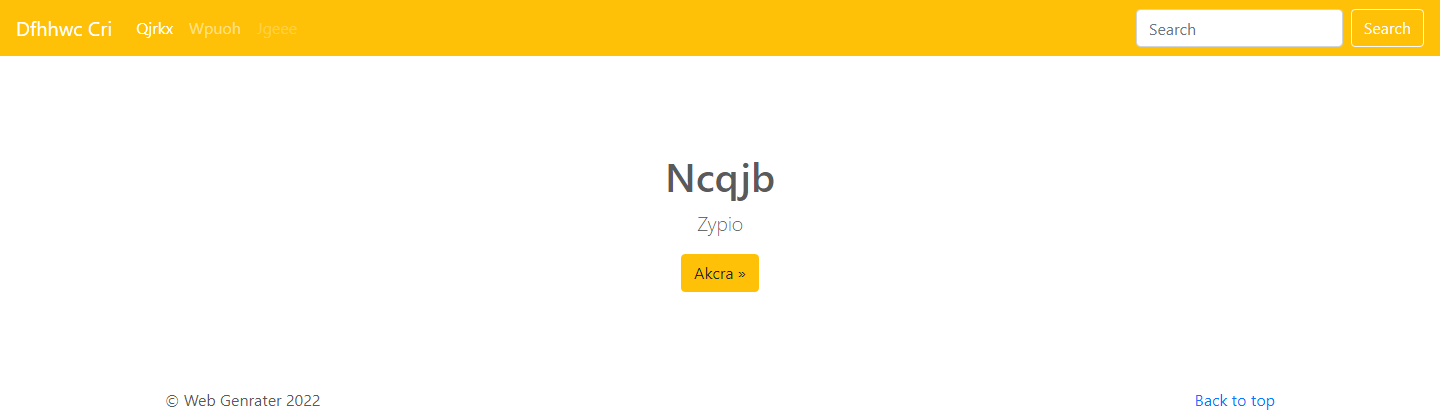 Dfhhwc Cri Qjrkx Wpuoh Jgeee Search Search
Ncqjb
Zypio
Akcra »
© Web Genrater 2022 Back to top